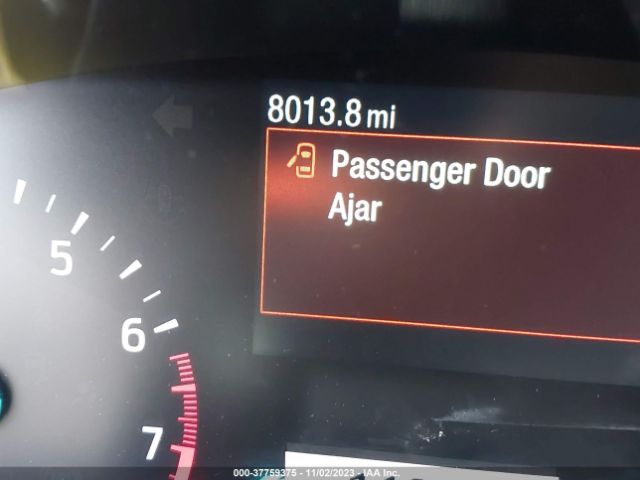 8013.8 mi
Passenger Door
Ajar
5
6
7
000-37759375 - 11/02/2023 - IAA Inc.